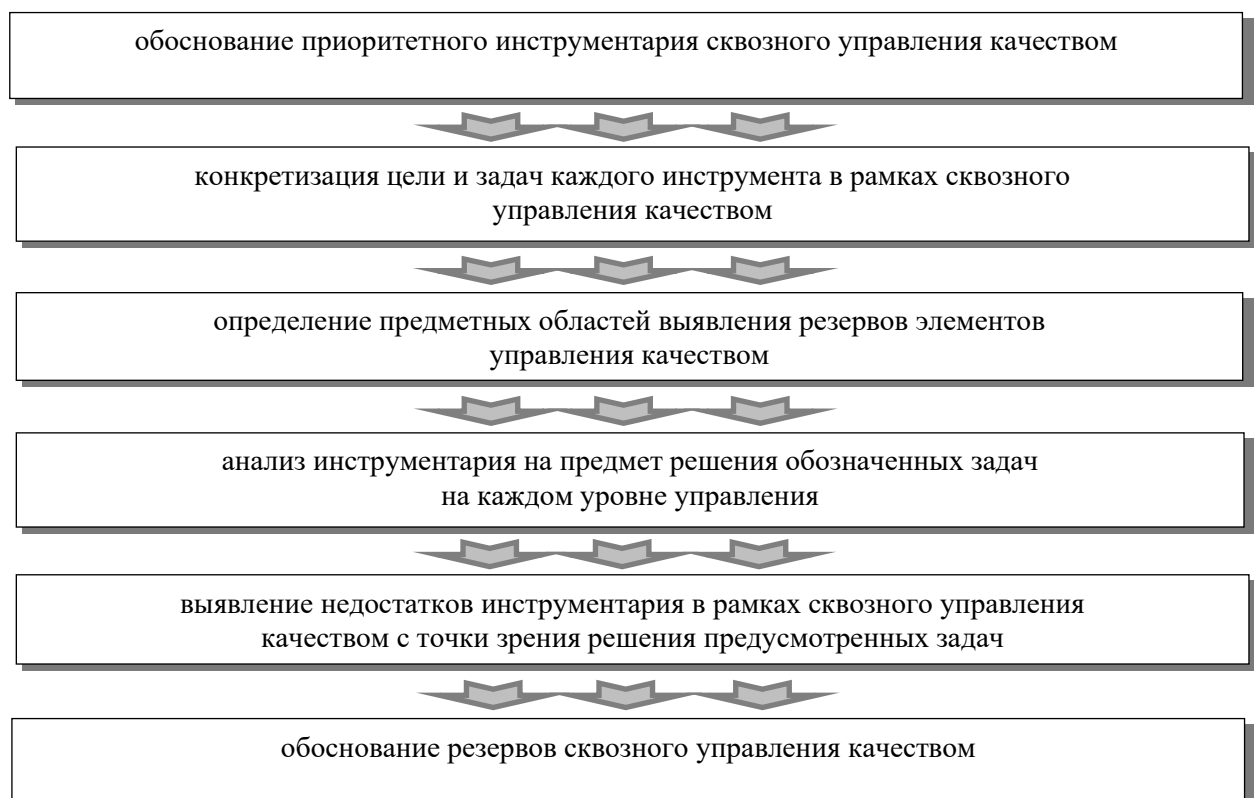 обоснование приоритетного инструментария сквозного управления качеством
конкретизация цели и задач каждого инструмента в рамках сквозного
управления качеством
определение предметных областей выявления резервов элементов
управления качеством
анализ инструментария на предмет решения обозначенных задач
на каждом уровне управления
выявление недостатков инструментария в рамках сквозного управления
качеством с точки зрения решения предусмотренных задач
обоснование резервов сквозного управления качеством